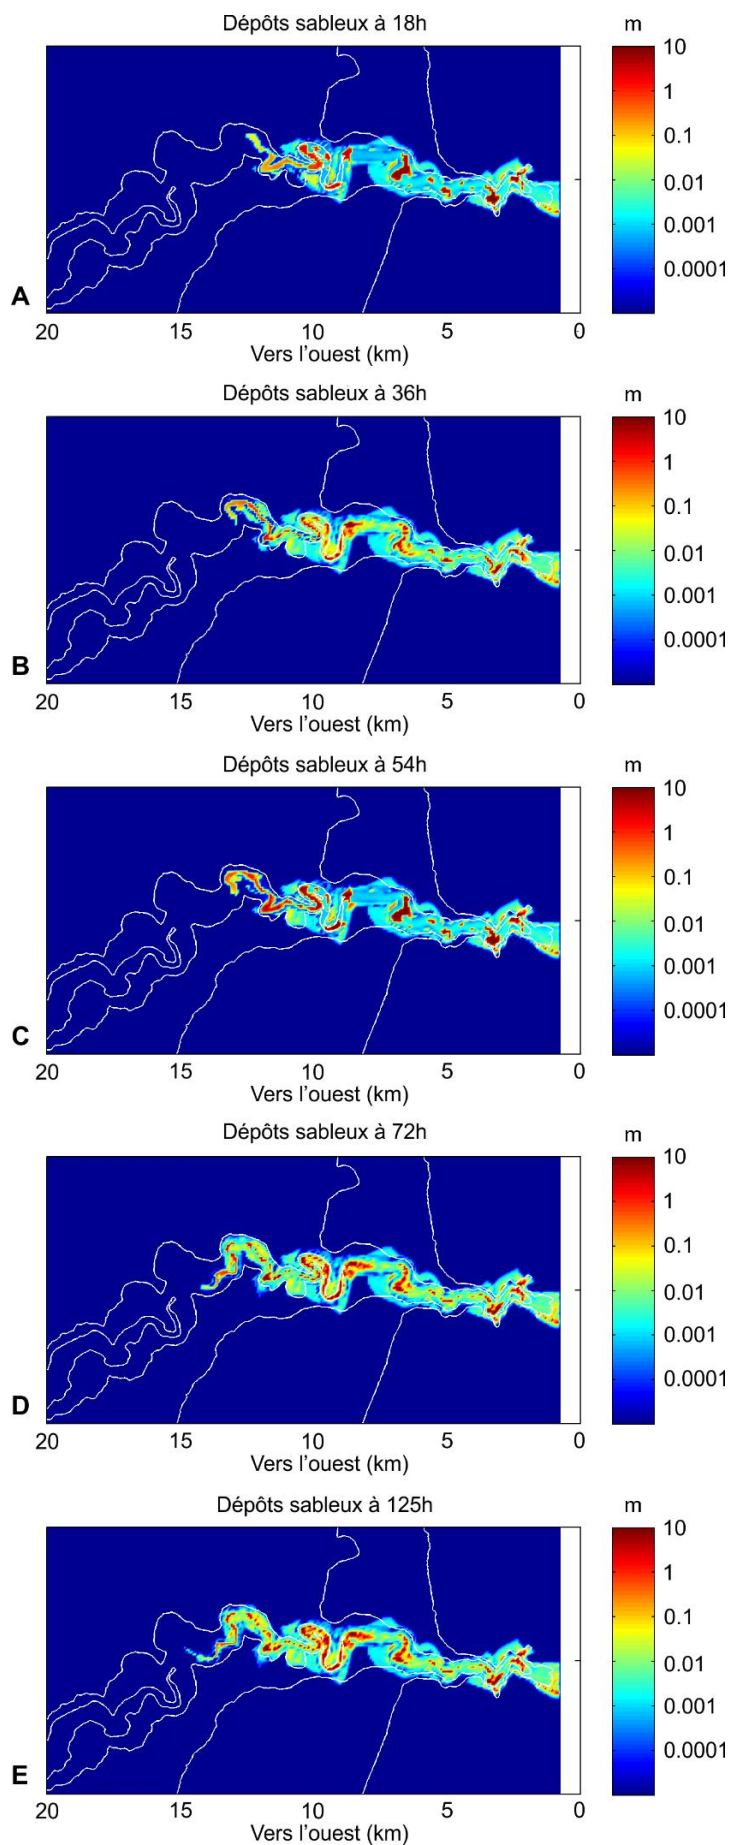 Dépôts sableux à 18h
m
10
1
0.1
0.01
0.001
0.0001
A
20 15 10 5 0
Vers l'ouest (km)
Dépôts sableux à 36h
m
10
1
0.1
0.01
0.001
0.0001
B
20 15 10 5 0
Vers l'ouest (km)
Dépôts sableux à 54h
m
10
1
0.1
0.01
0.001
0.0001
C
20 15 10 5 0
Vers l'ouest (km)
Dépôts sableux à 72h
m
10
1
0.1
0.01
0.001
0.0001
D
20 15 10 5 0
Vers l'ouest (km)
Dépôts sableux à 125h
m
10
1
0.1
0.01
0.001
0.0001
E
20 15 10 5 0
Vers l'ouest (km)